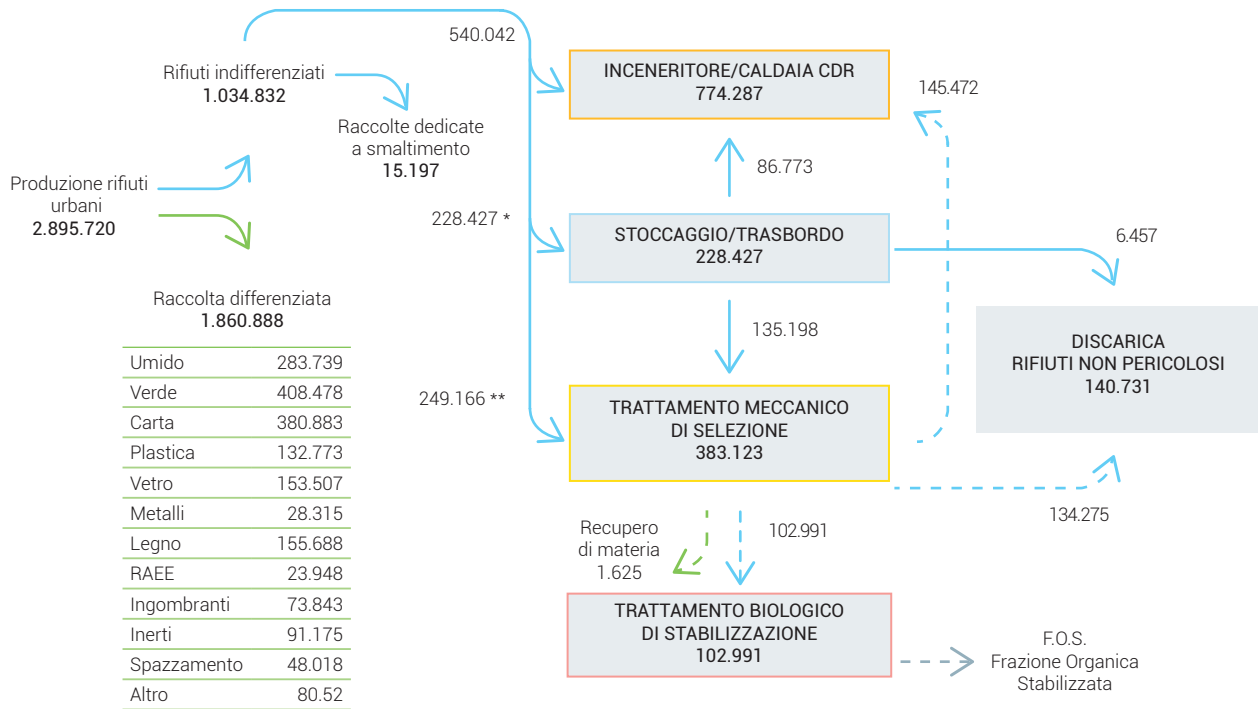 540.042
INCENERITORE/CALDAIA CDR
774.287
145.472
Rifiuti indifferenziati
1.034.832
Raccolte dedicate
a smaltimento
15.197
86.773
Produzione rifiuti
urbani
2.895.720
228.427 *
STOCCAGGIO/TRASBORDO
228.427
6.457
Raccolta differenziata
1.860.888
135.198
DISCARICA
RIFIUTI NON PERICOLOSI
140.731
Umido 283.739
Verde 408.478
Carta 380.883
Plastica 132.773
Vetro 153.507
Metalli 28.315
Legno 155.688
RAEE 23.948
Ingombranti 73.843
Inerti 91.175
Spazzamento 48.018
Altro 80.52
249.166 **
TRATTAMENTO MECCANICO
DI SELEZIONE
383.123
134.275
Recupero
di materia
1.625
102.991
TRATTAMENTO BIOLOGICO
DI STABILIZZAZIONE
102.991
F.O.S.
Frazione Organica
Stabilizzata